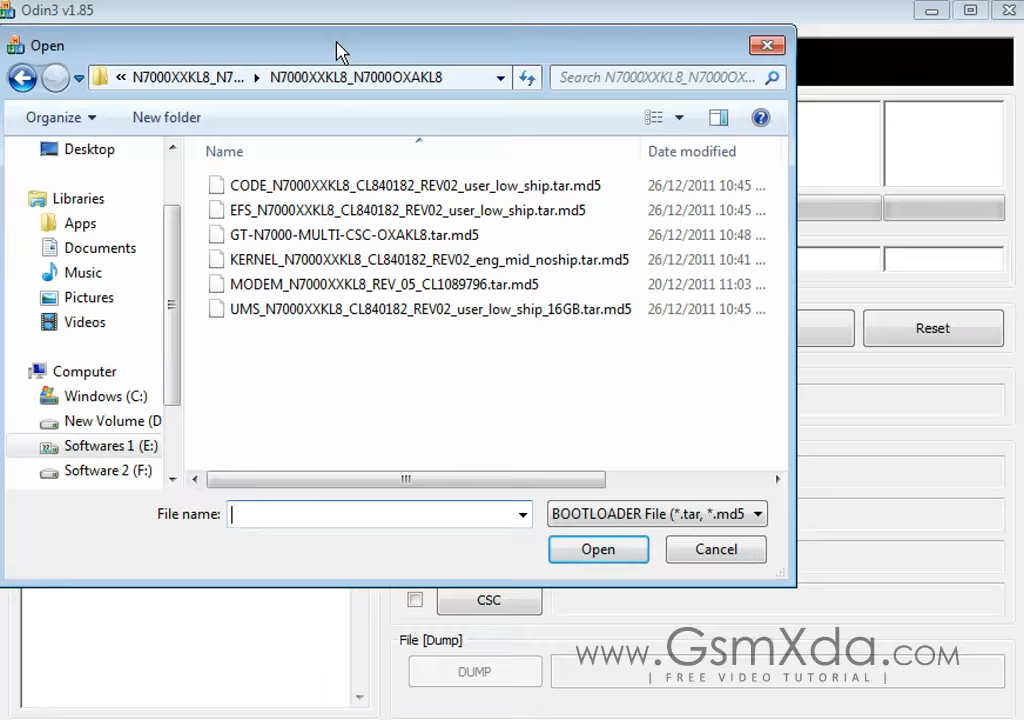 Odin3 v1.85
Open
« N7000XXKL8_N7... ▸ N7000XXKL8_N7000OXAKL8
Search N7000XXKL8_N7000OX...
Organize
New folder
Name
Date modified
Desktop
Libraries
Apps
Documents
Music
Pictures
Videos
Computer
Windows (C:)
New Volume (D
Softwares 1 (E:)
Software 2 (F:)
CODE_N7000XXKL8_CL840182_REV02_user_low_ship.tar.md5 26/12/2011 10:45 ...
EFS_N7000XXKL8_CL840182_REV02_user_low_ship.tar.md5 26/12/2011 10:45 ...
GT-N7000-MULTI-CSC-OXAKL8.tar.md5 26/12/2011 10:48 ...
KERNEL_N7000XXKL8_CL840182_REV02_eng_mid_noship.tar.md5 26/12/2011 10:41 ...
MODEM_N7000XXKL8_REV_05_CL1089796.tar.md5 20/12/2011 11:03 ...
UMS_N7000XXKL8_CL840182_REV02_user_low_ship_16GB.tar.md5 26/12/2011 10:45 ...
File name:
BOOTLOADER File (*.tar, *.md5
Open
Cancel
Reset
CSC
File [Dump]
DUMP
www.GsmXda.com
| FREE VIDEO TUTORIAL |